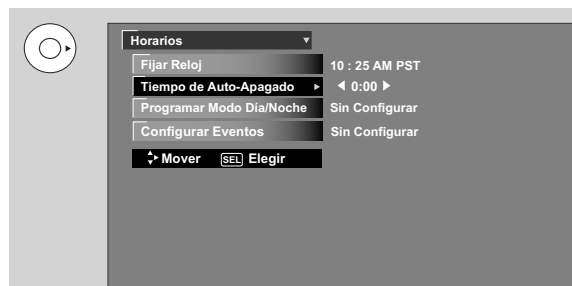 Horarios
Fijar Reloj 10 : 25 AM PST
Tiempo de Auto-Apagado 0:00
Programar Modo Día/Noche Sin Configurar
Configurar Eventos Sin Configurar
Mover SEL Elegir